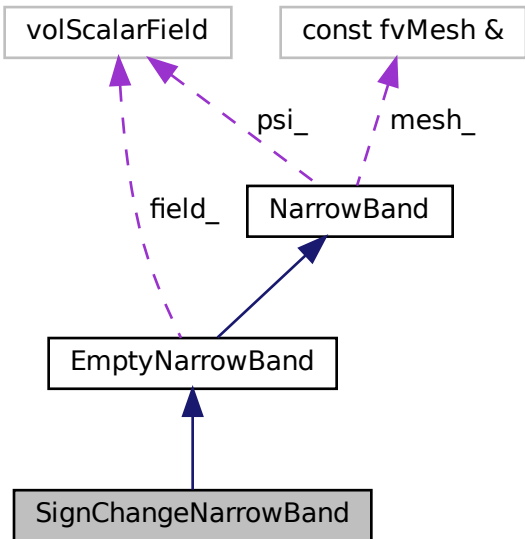 volScalarField
const fvMesh &
psi_
mesh_
field_
NarrowBand
EmptyNarrowBand
SignChangeNarrowBand